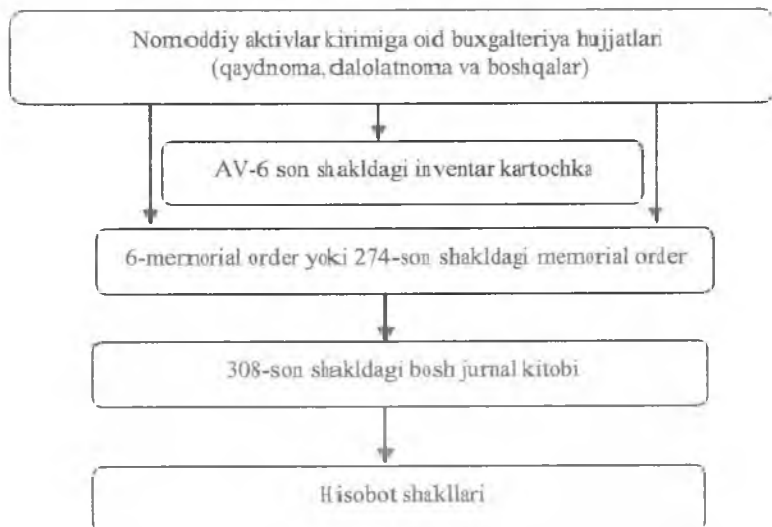 Nomoddiy aktivlar kirimiga oid buxgalteriya hujjatlari
(qaydnoma, dalolatnoma va boshqalar)
AV-6 son shakldagi inventar kartochka
6-memorial order yoki 274-son shakldagi memorial order
308-son shakldagi bosh jurnal kitobi
Hisobot shakllari